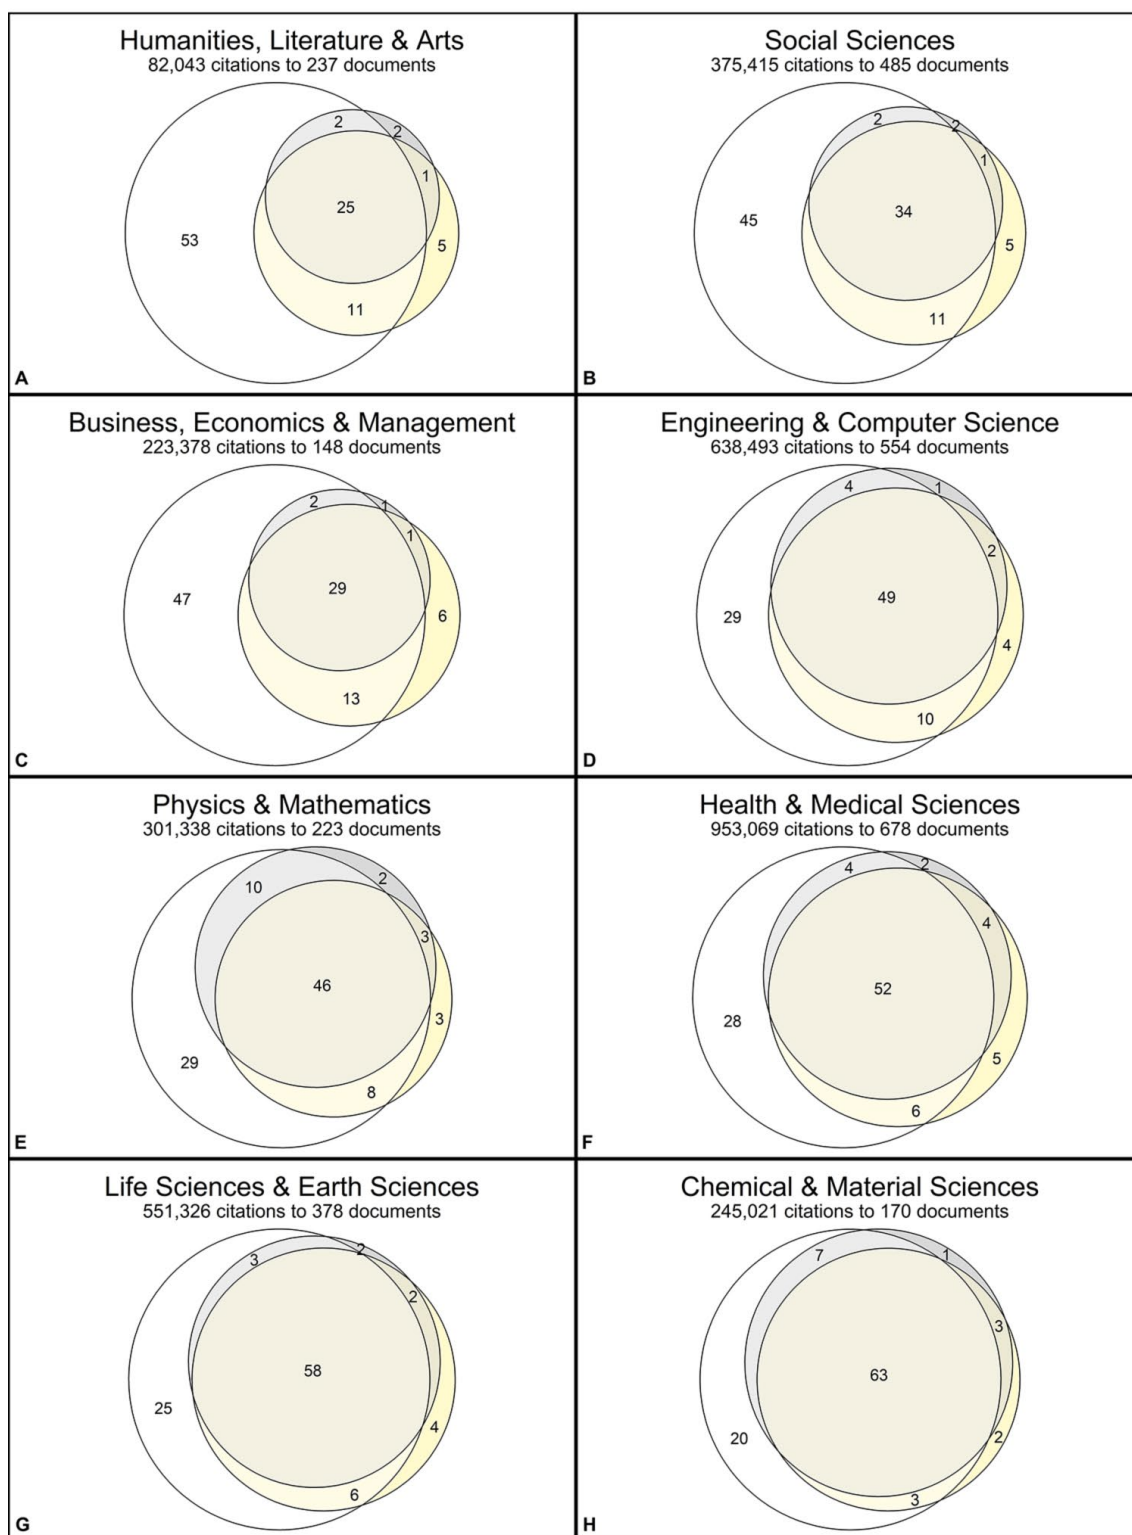 Humanities, Literature & Arts
82,043 citations to 237 documents
2
2
1
25
53
5
11
A
Social Sciences
375,415 citations to 485 documents
2
2
1
34
45
5
11
B
Business, Economics & Management
223,378 citations to 148 documents
2
1
1
29
47
6
13
C
Engineering & Computer Science
638,493 citations to 554 documents
4
1
2
49
29
4
10
D
Physics & Mathematics
301,338 citations to 223 documents
10
2
3
46
3
29
8
E
Health & Medical Sciences
953,069 citations to 678 documents
4
2
4
52
28
5
6
F
Life Sciences & Earth Sciences
551,326 citations to 378 documents
3
2
2
58
25
4
6
G
Chemical & Material Sciences
245,021 citations to 170 documents
7
1
3
63
20
2
3
H